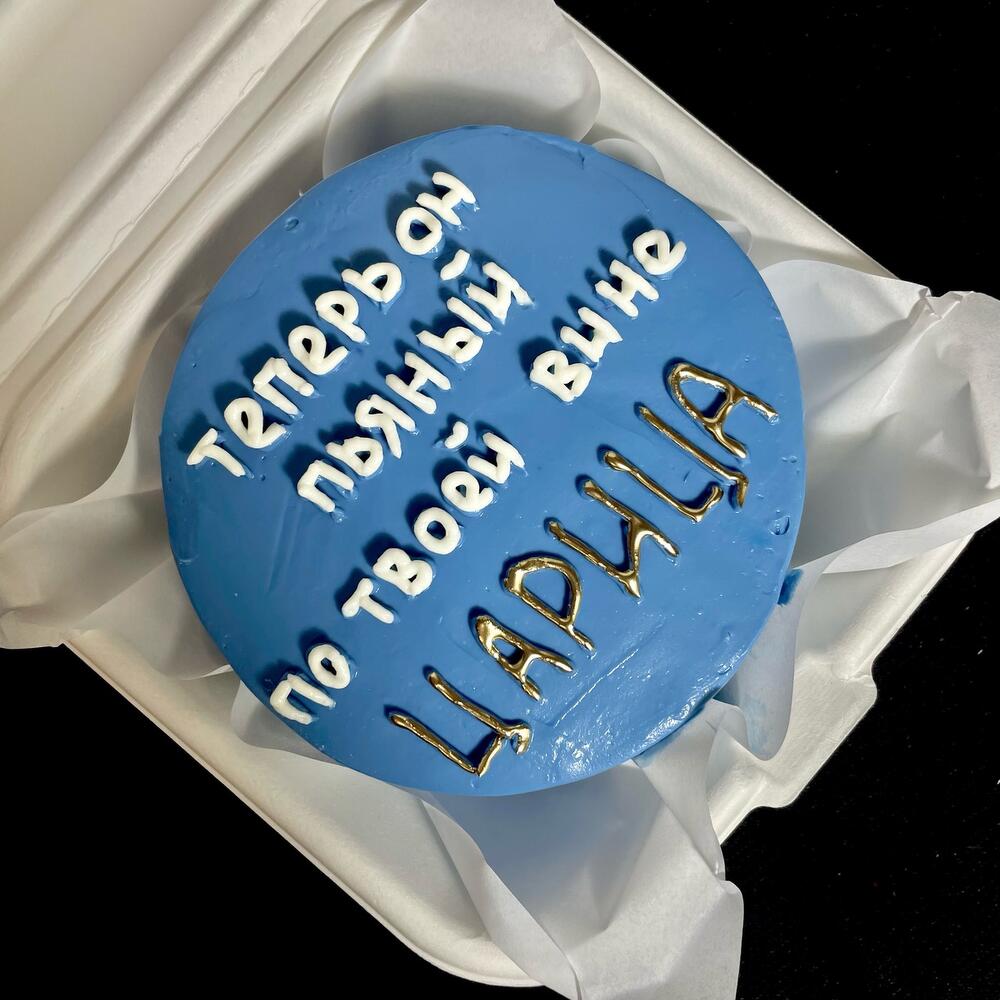 теперь он
пьяный
по твоей вине
ЦАРИЦА